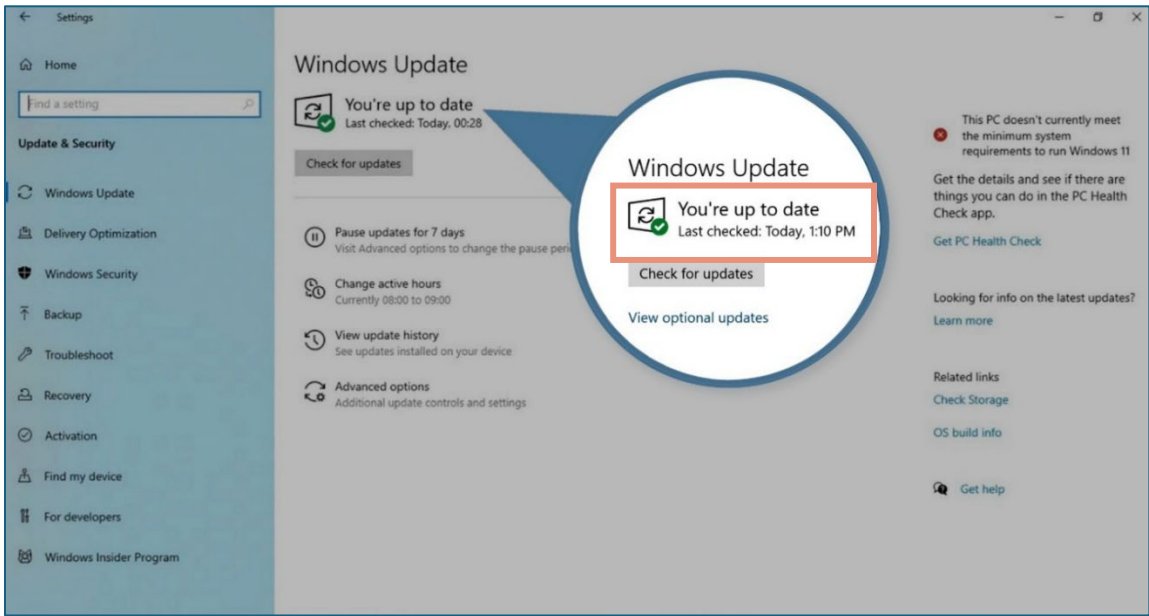 Settings
Home
Find a setting
Update & Security
Windows Update
Delivery Optimization
Windows Security
Backup
Troubleshoot
Recovery
Activation
Find my device
For developers
Windows Insider Program
Windows Update
You're up to date
Last checked: Today, 00:28
Check for updates
Pause updates for 7 days
Visit Advanced options to change the pause
Change active hours
Currently 08:00 to 09:00
View update history
See updates installed on your device
Advanced options
Additional update controls and settings
Windows Update
You're up to date
Last checked: Today, 1:10 PM
Check for updates
View optional updates
This PC doesn't currently meet
the minimum system
requirements to run Windows 11
Get the details and see if there are
things you can do in the PC Health
Check app.
Get PC Health Check
Looking for info on the latest updates?
Learn more
Related links
Check Storage
OS build info
Get help